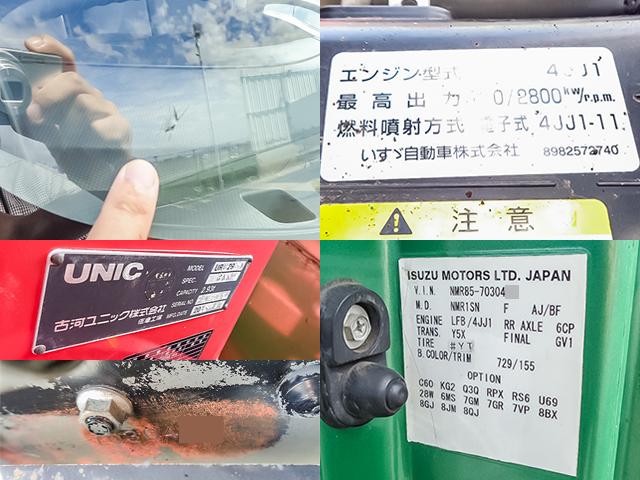 エンジン型式 4JJ1
最高出力 0/2800kW/r.p.m.
燃料噴射方式 電子式 4JJ1-11
いすゞ自動車株式会社 8982572740
注意
UNIC
MODEL
SPEC.
CAPACITY 2.93t
SERIAL NO
MFG.DATE
古河ユニック株式会社
佐倉工場
ISUZU MOTORS LTD. JAPAN
V.I.N. NMR85-70304
M.D. NMR1SN F AJ/BF
ENGINE LFB/4JJ1 RR AXLE 6CP
TRANS Y5X FINAL GV1
TIRE #YT
B.COLOR/TRIM 729/155
OPTION
C60 KG2 Q3Q RPX RS6 U69
28W 6MS 7GM 7GR 7VP 8BX
8GJ 8JM 8QJ